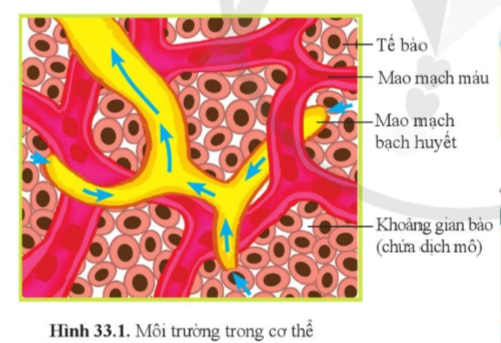 Tế bào
Mao mạch máu
Mao mạch
bạch huyết
Khoảng gian bào
(chứa dịch mô)
Hình 33.1. Môi trường trong cơ thể